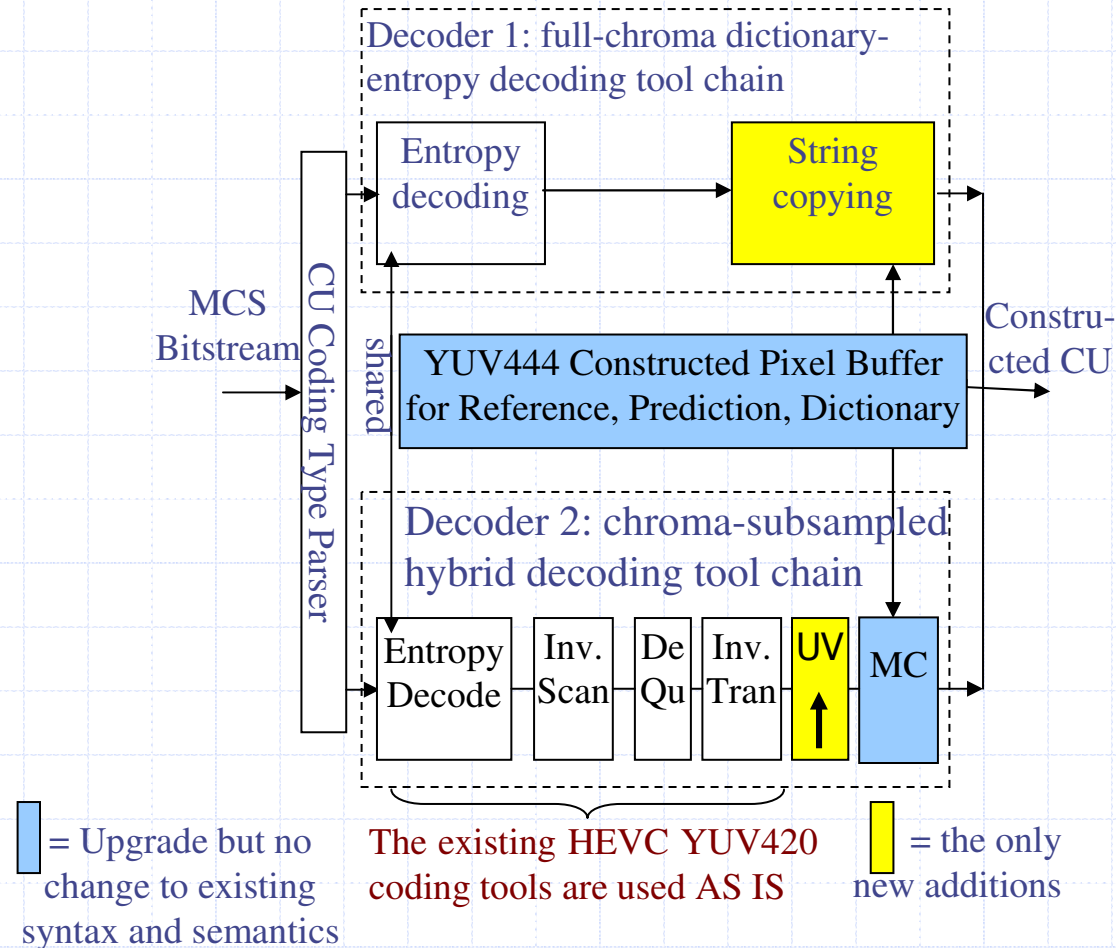 Decoder 1: full-chroma dictionary-
entropy decoding tool chain
Entropy
decoding
String
copying
CU Coding Type Parser
MCS
Bitstream
shared
YUV444 Constructed Pixel Buffer
for Reference, Prediction, Dictionary
Constru-
cted CU
Decoder 2: chroma-subsampled
hybrid decoding tool chain
Entropy
Decode
Inv.
Scan
De
Qu
Inv.
Tran
UV
MC
= Upgrade but no
change to existing
syntax and semantics
The existing HEVC YUV420
coding tools are used AS IS
= the only
new additions